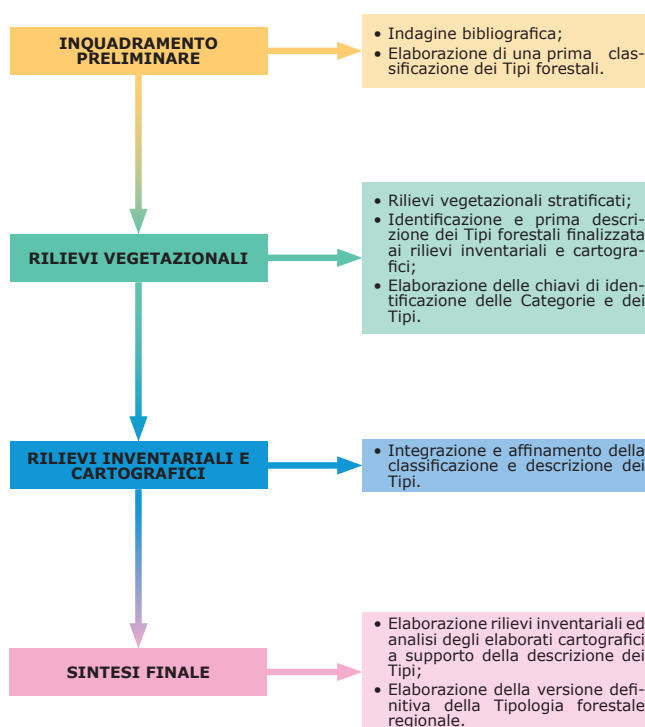 INQUADRAMENTO
PRELIMINARE
• Indagine bibliografica;
• Elaborazione di una prima clas-
sificazione dei Tipi forestali.
RILIEVI VEGETAZIONALI
• Rilievi vegetazionali stratificati;
• Identificazione e prima descri-
zione dei Tipi forestali finalizzata
ai rilievi inventariali e cartogra-
fici;
• Elaborazione delle chiavi di iden-
tificazione delle Categorie e dei
Tipi.
RILIEVI INVENTARIALI E
CARTOGRAFICI
• Integrazione e affinamento della
classificazione e descrizione dei
Tipi.
SINTESI FINALE
• Elaborazione rilievi inventariali ed
analisi degli elaborati cartografici
a supporto della descrizione dei
Tipi;
• Elaborazione della versione defi-
nitiva della Tipologia forestale
regionale.